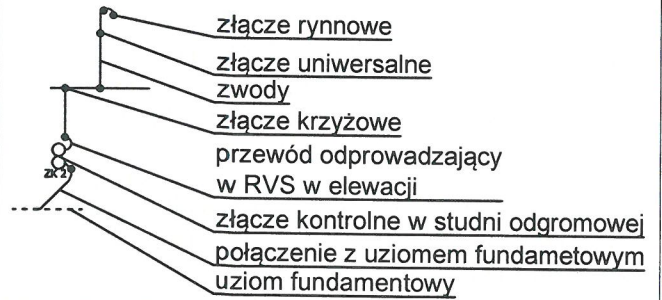 złącze rynnowe
złącze uniwersalne
zwody
złącze krzyżowe
przewód odprowadzający
w RVS w elewacji
ZK 2
złącze kontrolne w studni odgromowej
połączenie z uziomem fundametowym
uziom fundamentowy